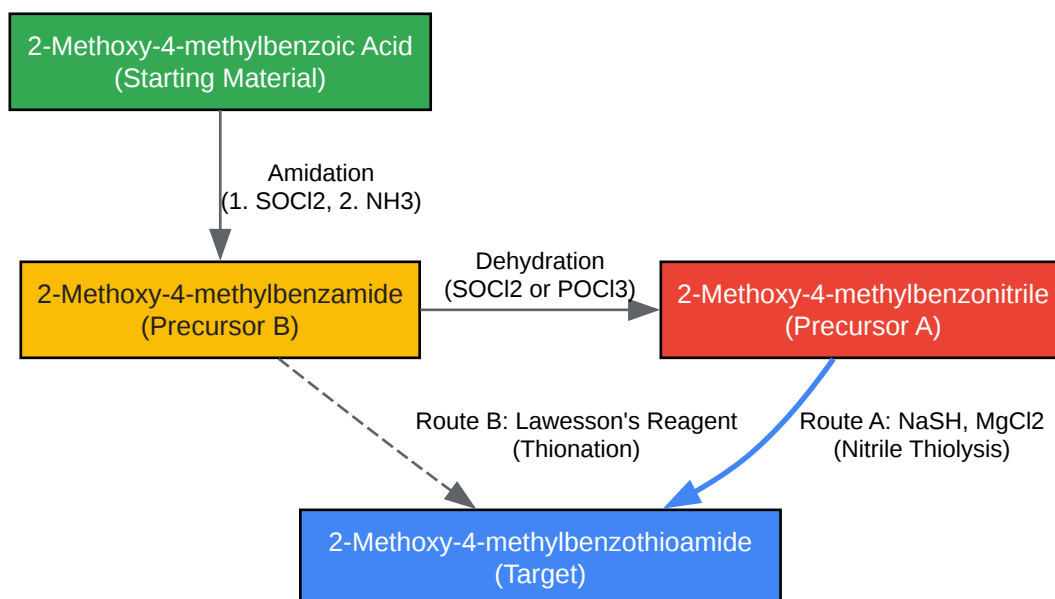 2-Methoxy-4-methylbenzoic Acid
(Starting Material)
Amidation
(1. SOCl2, 2. NH3)
2-Methoxy-4-methylbenzamide
(Precursor B)
Dehydration
(SOCl2 or POCl3)
2-Methoxy-4-methylbenzonitrile
(Precursor A)
Route B: Lawesson's Reagent
(Thionation)
Route A: NaSH, MgCl2
(Nitrile Thiolysis)
2-Methoxy-4-methylbenzothioamide
(Target)